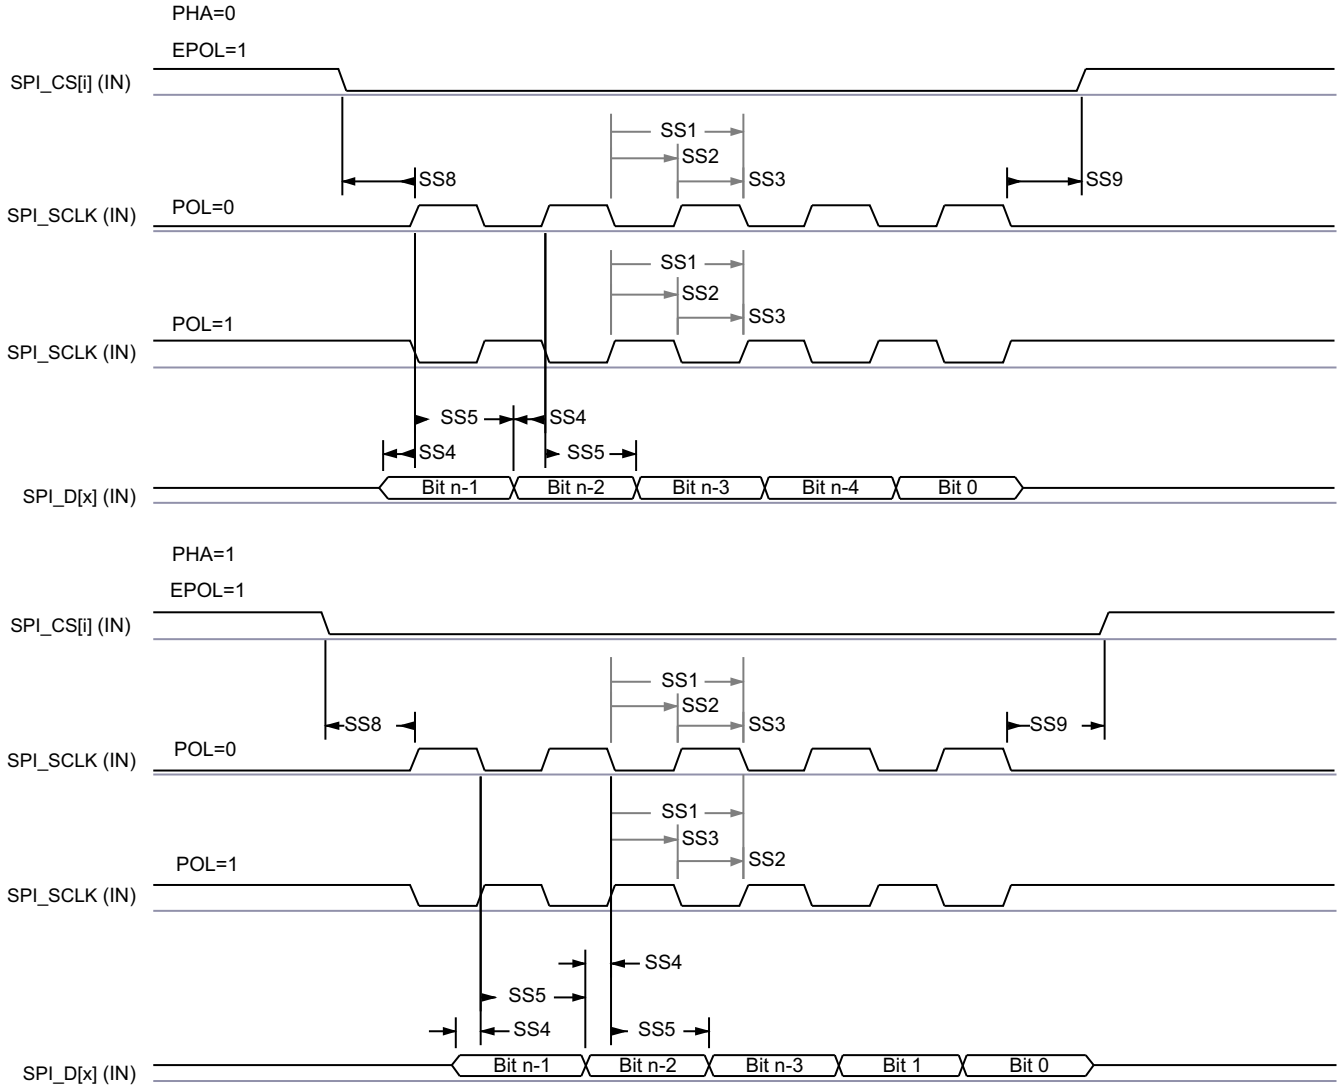 PHA=0
EPOL=1
SPI_CS[i] (IN)
SS1
SS2
SS8
SS3
SS9
POL=0
SPI_SCLK (IN)
SS1
SS2
SS3
POL=1
SPI_SCLK (IN)
SS5
SS4
SS4
SS5
SPI_D[x] (IN)
Bit n-1
Bit n-2
Bit n-3
Bit n-4
Bit 0
PHA=1
EPOL=1
SPI_CS[i] (IN)
SS1
SS2
SS8
SS3
SS9
POL=0
SPI_SCLK (IN)
SS1
SS3
SS2
POL=1
SPI_SCLK (IN)
SS4
SS5
SS4
SS5
SPI_D[x] (IN)
Bit n-1
Bit n-2
Bit n-3
Bit 1
Bit 0